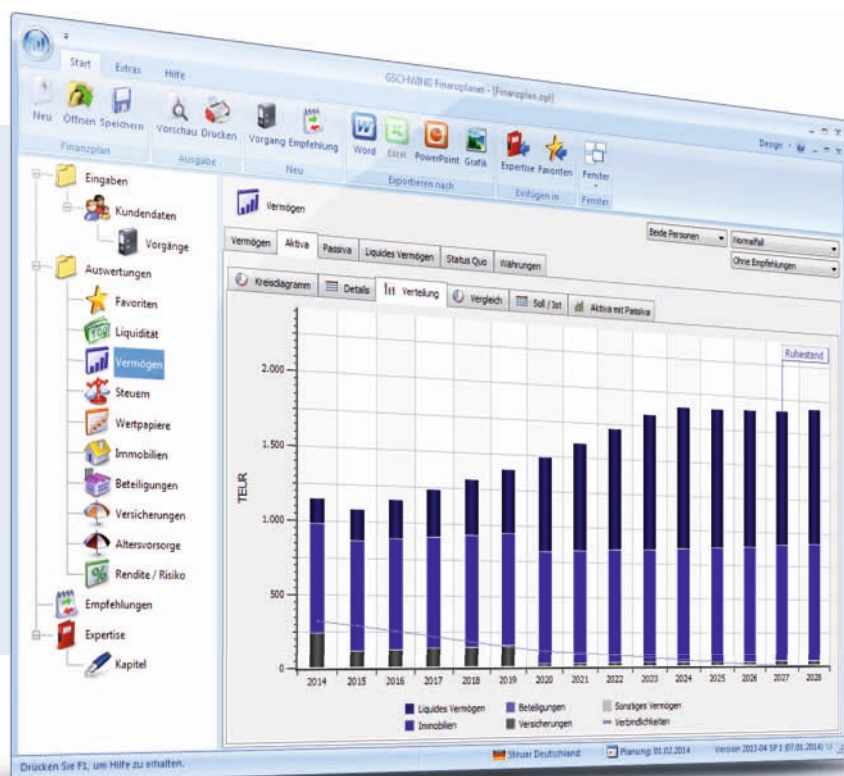 GSCHWIND Finanzplaner - [Finanzplan.opl]
Start Extras Hilfe
Design
Neu Öffnen Speichern Vorschau Drucken Vorgang Empfehlung Word Excel PowerPoint Grafik Expertise Favoriten Fenster
Finanzplan Ausgabe Neu Exportieren nach Einfügen in Fenster
Eingaben
Kundendaten
Vorgänge
Auswertungen
Favoriten
Liquidität
Vermögen
Steuern
Wertpapiere
Immobilien
Beteiligungen
Versicherungen
Altersvorsorge
Rendite / Risiko
Empfehlungen
Expertise
Kapitel
Vermögen
Beide Personen Normalfall
Ohne Empfehlungen
Vermögen Aktiva Passiva Liquides Vermögen Status Quo Währungen
Kreisdiagramm Details Verteilung Vergleich Soll / Ist Aktiva mit Passiva
Ruhestand
TEUR
2.000
1.500
1.000
500
0
2014 2015 2016 2017 2018 2019 2020 2021 2022 2023 2024 2025 2026 2027 2028
Liquides Vermögen Beteiligungen Sonstiges Vermögen
Immobilien Versicherungen Verbindlichkeiten
Drücken Sie F1, um Hilfe zu erhalten.
Steuer Deutschland Planung: 01.02.2014 Version 2013-04 SP 1 (07.01.2014)